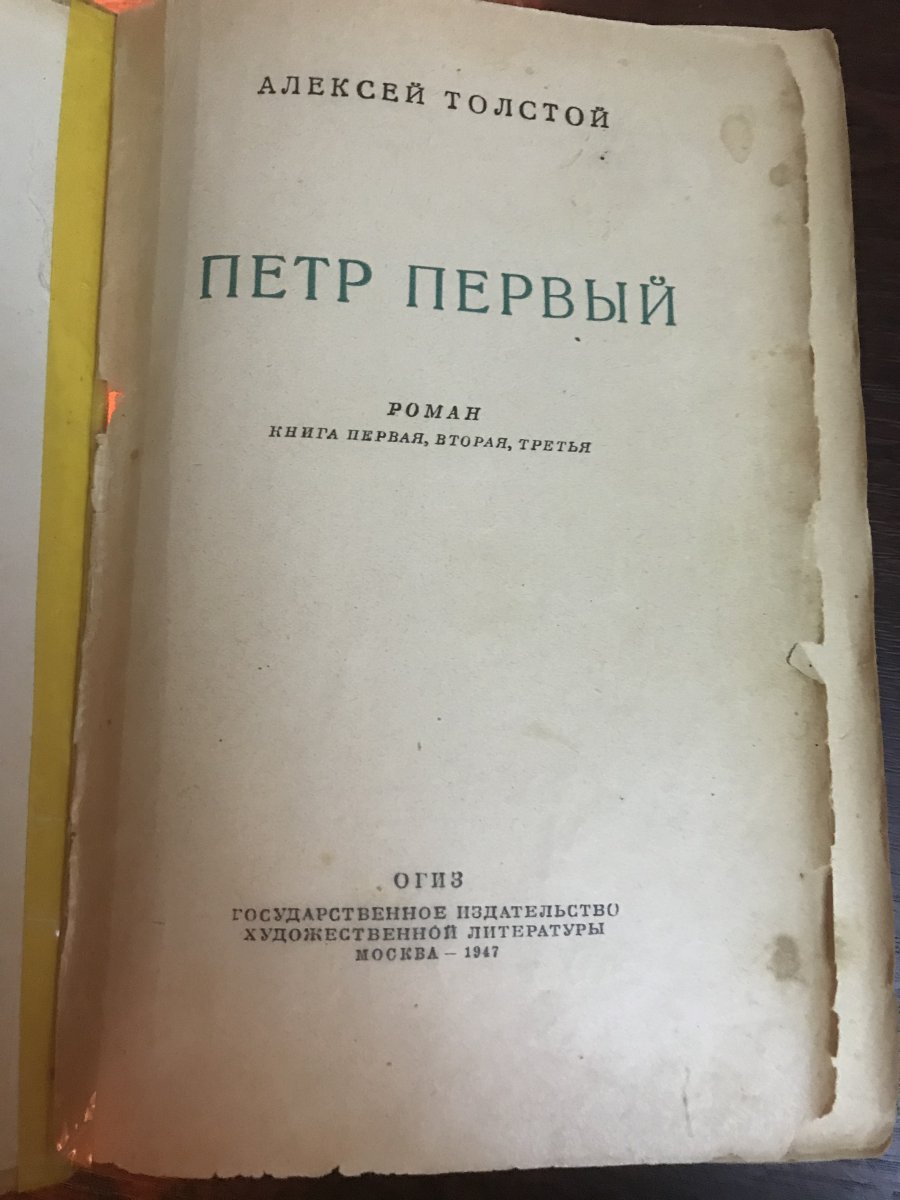 АЛЕКСЕЙ ТОЛСТОЙ
ПЕТР ПЕРВЫЙ
РОМАН
КНИГА ПЕРВАЯ, ВТОРАЯ, ТРЕТЬЯ
ОГИЗ
ГОСУДАРСТВЕННОЕ ИЗДАТЕЛЬСТВО
ХУДОЖЕСТВЕННОЙ ЛИТЕРАТУРЫ
МОСКВА – 1947